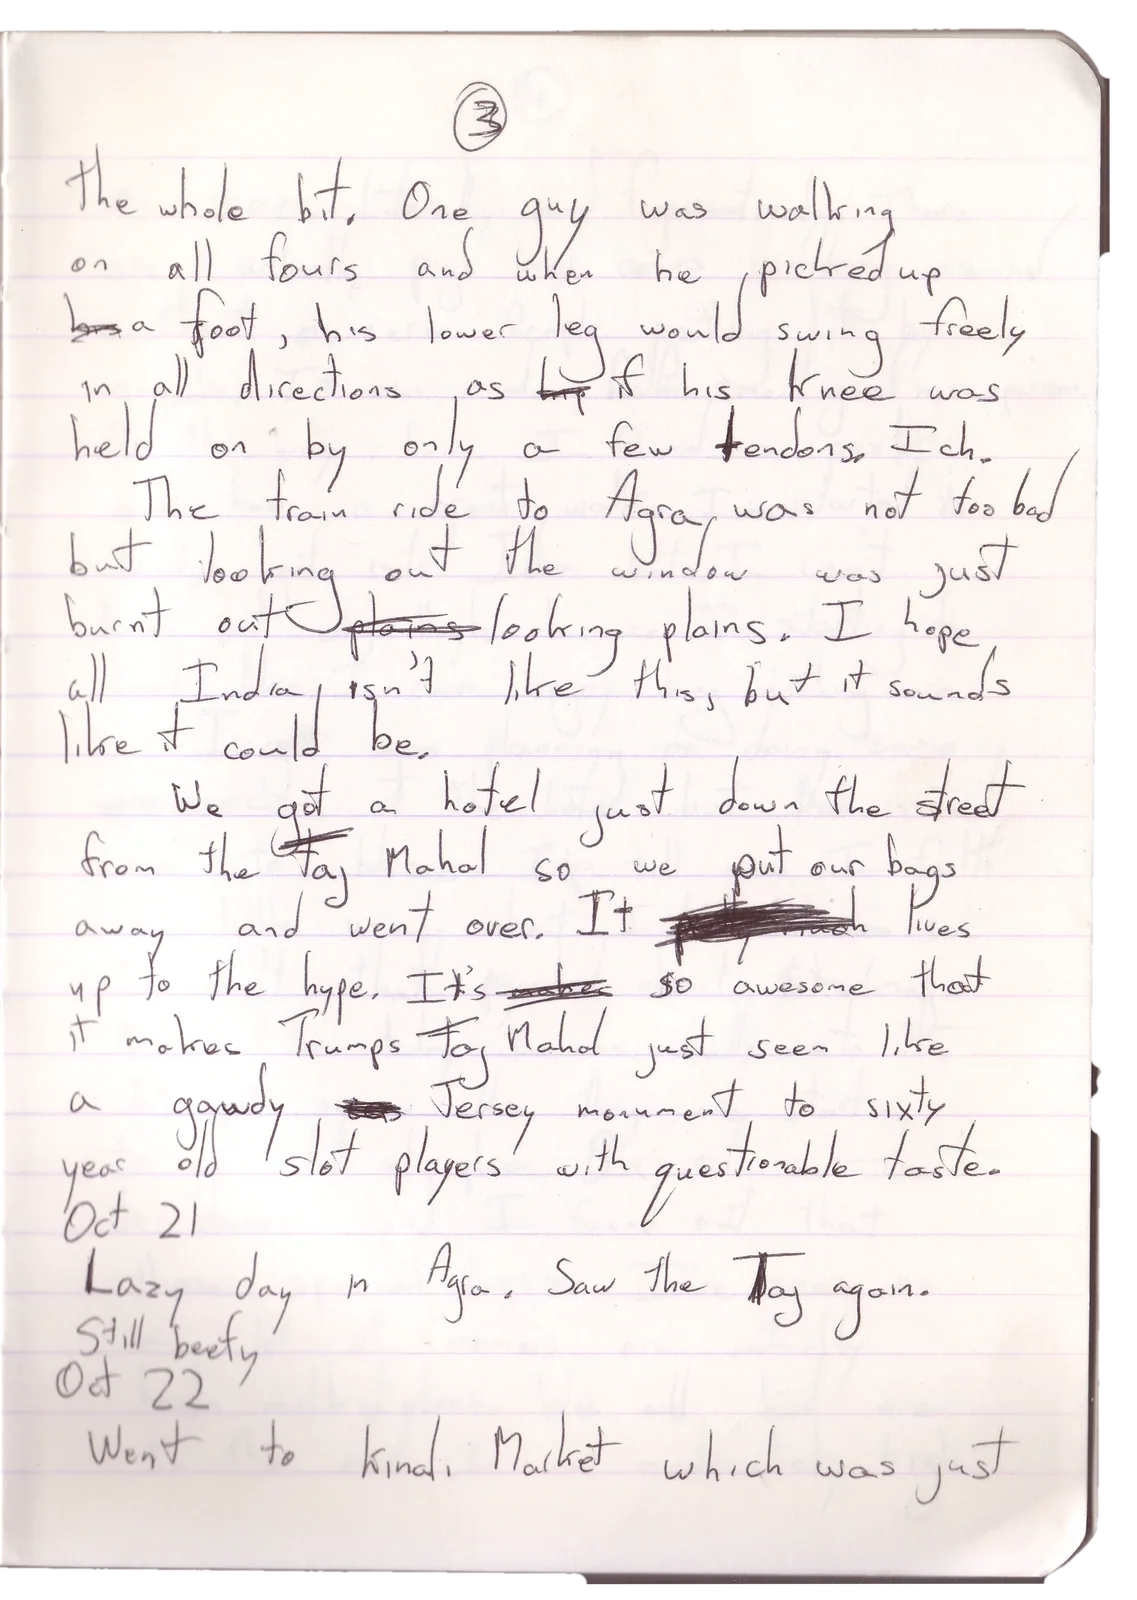 3
the whole bit. One guy was walking
on all fours and when he picked up
his a foot, his lower leg would swing freely
in all directions as if his knee was
held on by only a few tendons. Ich.
The train ride to Agra was not too bad
but looking out the window was just
burnt out plains looking plains. I hope
all India isn't like this, but it sounds
like it could be.
We got a hotel just down the street
from the Taj Mahal so we put our bags
away and went over. It pretty much lives
up to the hype. It's makes so awesome that
it makes Trumps Taj Mahal just seen like
a gawdy Jersey monument to sixty
year old slot players with questionable taste.
Oct 21
Lazy day in Agra. Saw the Taj again.
Still beefy
Oct 22
Went to Kinari Market which was just